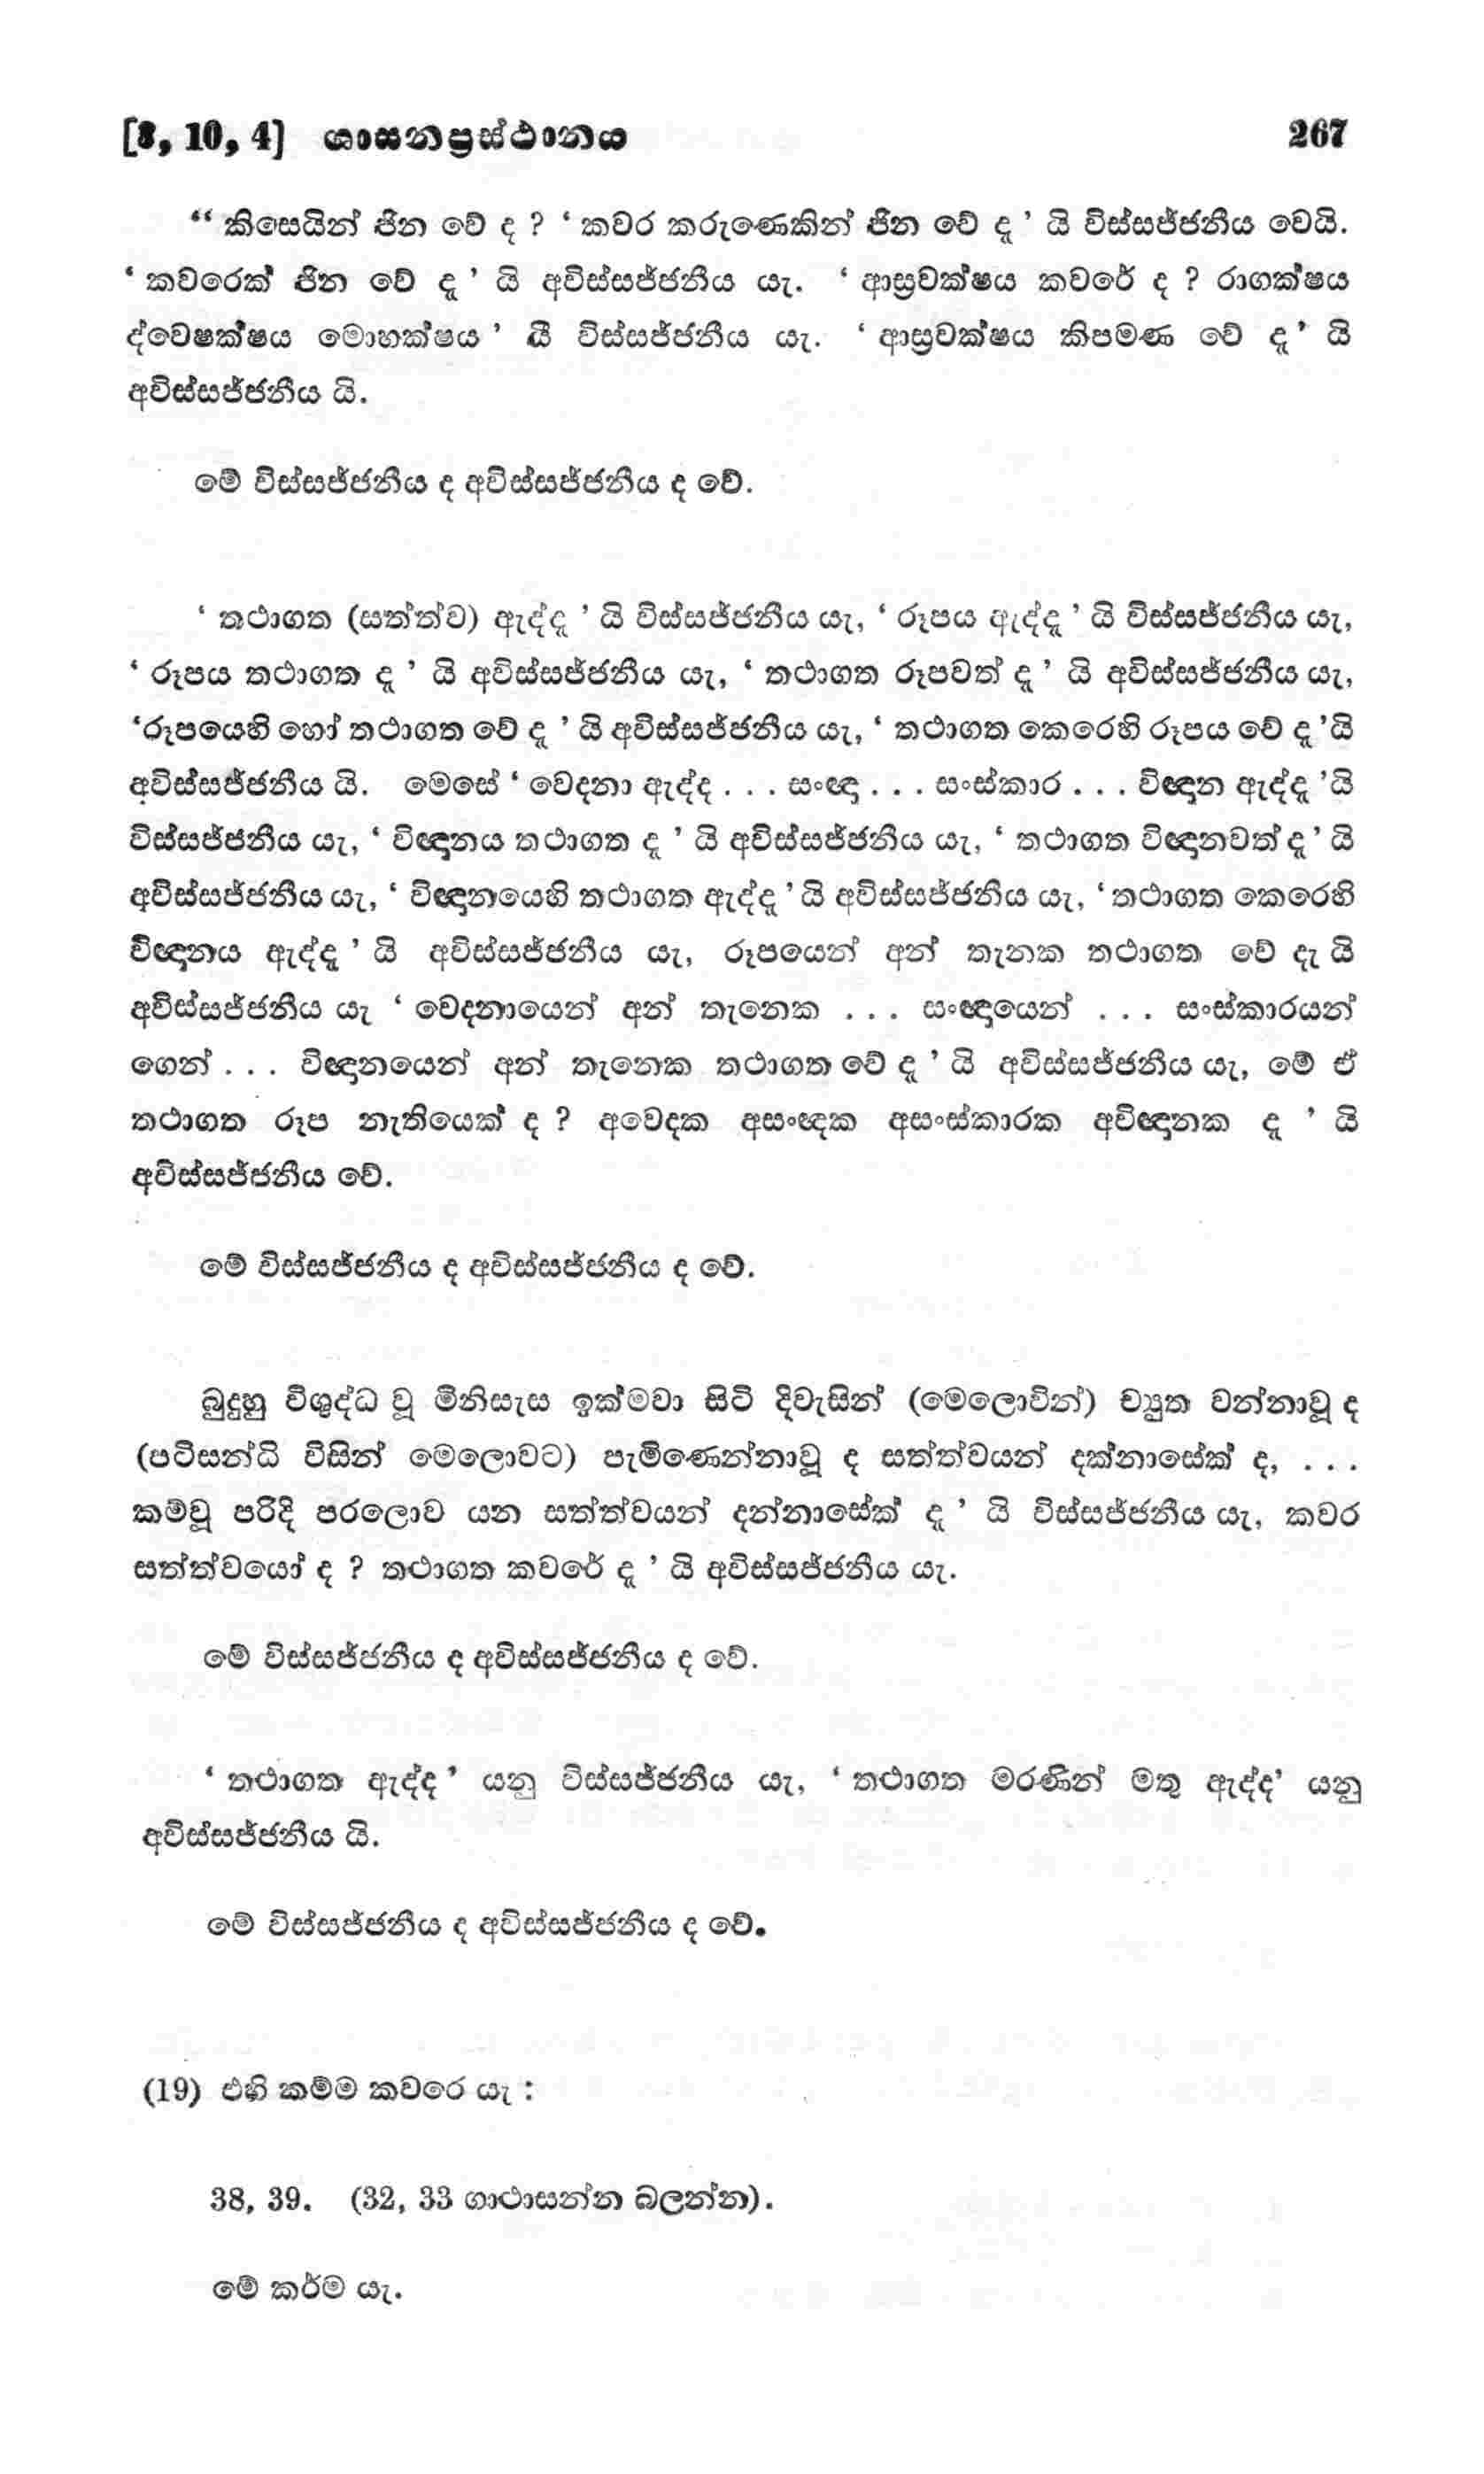 [3, 10, 4] ශාසනප්‍රස්ථානය 267
“ කිසෙයින් ජින වේ ද ? ‘ කවර කරුණෙකින් ජින වේ දැ ’ යි විස්සජ්ජනීය වෙයි.
‘ කවරෙක් ජින වේ දැ ’ යි අවිස්සජ්ජනීය යැ. ‘ ආස්‍රවක්ෂය කවරේ ද ? රාගක්ෂය
ද්වෙෂක්ෂය මොහක්ෂය ’ යී විස්සජ්ජනීය යැ. ‘ ආස්‍රවක්ෂය කිපමණ වේ දැ’ යි
අවිස්සජ්ජනීය යි.
මේ විස්සජ්ජනීය ද අවිස්සජ්ජනීය ද වේ.
‘ තථාගත (සත්ත්ව) ඇද්දැ ’ යි විස්සජ්ජනීය යැ, ‘ රූපය ඇද්දැ ’ යි විස්සජ්ජනීය යැ,
‘ රූපය තථාගත දැ ’ යි අවිස්සජ්ජනීය යැ, ‘ තථාගත රූපවත් දැ ’ යි අවිස්සජ්ජනීය යැ,
‘රූපයෙහි හෝ තථාගත වේ දැ ’ යි අවිස්සජ්ජනීය යැ, ‘ තථාගත කෙරෙහි රූපය වේ දැ ’යි
අවිස්සජ්ජනීය යි. මෙසේ ‘ වෙදනා ඇද්ද . . . සංඥා . . . සංස්කාර . . . විඥාන ඇද්දැ ’යි
විස්සජ්ජනීය යැ, ‘ විඥානය තථාගත දැ ’ යි අවිස්සජ්ජනීය යැ, ‘ තථාගත විඥානවත් දැ’ යි
අවිස්සජ්ජනීය යැ, ‘ විඥානයෙහි තථාගත ඇද්දැ ’ යි අවිස්සජ්ජනීය යැ, ‘ තථාගත කෙරෙහි
විඥානය ඇද්දැ ’ යි අවිස්සජ්ජනීය යැ, රූපයෙන් අන් තැනක තථාගත වේ දැ යි
අවිස්සජ්ජනීය යැ ‘ වෙදනායෙන් අන් තැනෙක . . . සංඥායෙන් . . . සංස්කාරයන්
ගෙන් . . . විඥානයෙන් අන් තැනෙක තථාගත වේ දැ ’ යි අවිස්සජ්ජනීය යැ, මේ ඒ
තථාගත රූප නැතියෙක් ද ? අවෙදක අසංඥක අසංස්කාරක අවිඥානක දැ ’ යි
අවිස්සජ්ජනීය වේ.
මේ විස්සජ්ජනීය ද අවිස්සජ්ජනීය ද වේ.
බුදුහු විශුද්ධ වූ මිනිසැස ඉක්මවා සිටි දිවැසින් (මෙලොවින්) ච්‍යුත වන්නාවූ ද
(පටිසන්ධි විසින් මෙලොවට) පැමිණෙන්නාවූ ද සත්ත්වයන් දක්නාසේක් ද, . . .
කම්වූ පරිදි පරලොව යන සත්ත්වයන් දන්නාසේක් දැ ’ යි විස්සජ්ජනීය යැ, කවර
සත්ත්වයෝ ද ? තථාගත කවරේ දැ ’ යි අවිස්සජ්ජනීය යැ.
මේ විස්සජ්ජනීය ද අවිස්සජ්ජනීය ද වේ.
‘ තථාගත ඇද්ද ’ යනු විස්සජ්ජනීය යැ, ‘ තථාගත මරණින් මතු ඇද්ද’ යනු
අවිස්සජ්ජනීය යි.
මේ විස්සජ්ජනීය ද අවිස්සජ්ජනීය ද වේ.
(19) එහි කම්ම කවරෙ යැ :
38, 39. (32, 33 ගාථාසන්න බලන්න).
මේ කර්ම යැ.